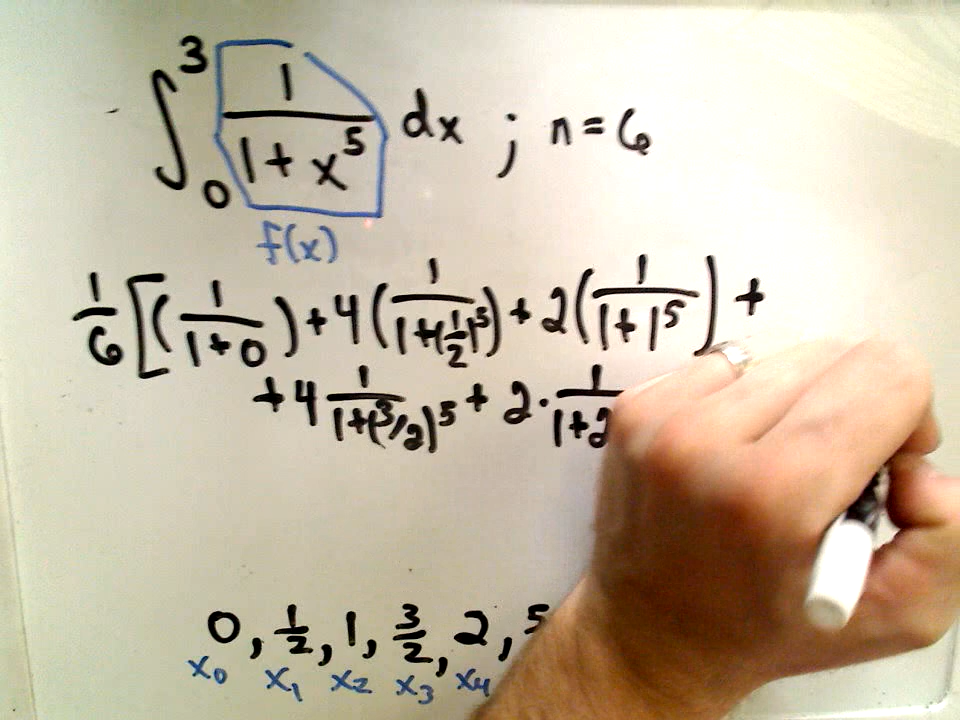 ∫₀³ 1/(1+x⁵) dx ; n=6
f(x)
1/6 [(1/(1+0)) + 4(1/(1+(1/2)⁵)) + 2(1/(1+1⁵)) +
+ 4 1/(1+(3/2)⁵) + 2 · 1/(1+2
0, 1/2, 1, 3/2, 2, 5
x₀ x₁ x₂ x₃ x₄